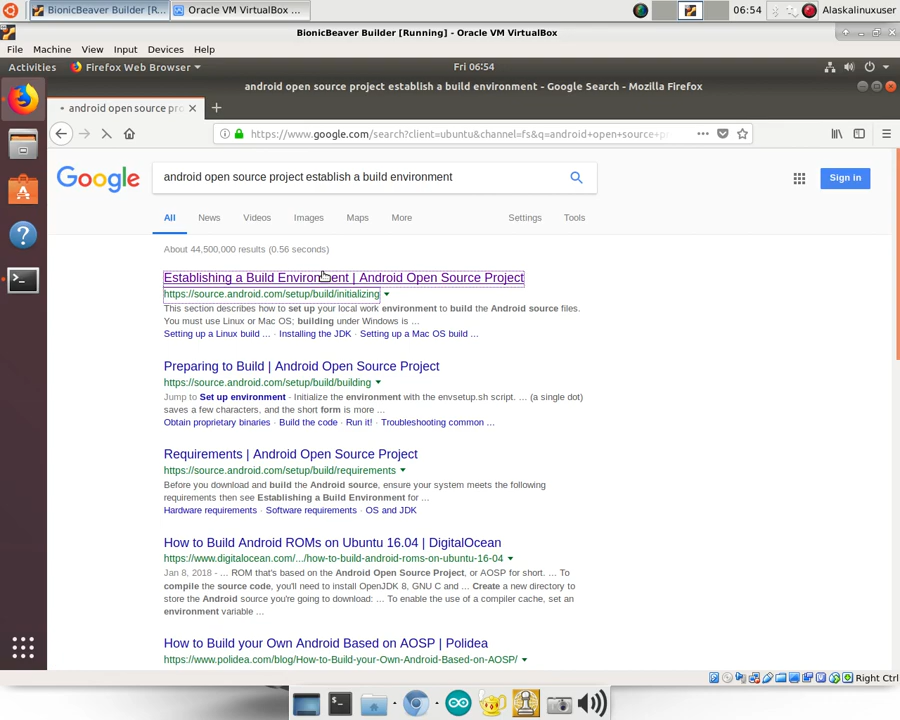 BionicBeaver Builder [R...
Oracle VM VirtualBox ...
06:54
Alaskalinuxuser
BionicBeaver Builder [Running] - Oracle VM VirtualBox
File Machine View Input Devices Help
Activities
Firefox Web Browser
Fri 06:54
android open source project establish a build environment - Google Search - Mozilla Firefox
android open source pro
https://www.google.com/search?client=ubuntu&channel=fs&q=android+open+source+p
Google
android open source project establish a build environment
Sign in
All News Videos Images Maps More Settings Tools
About 44,500,000 results (0.56 seconds)
Establishing a Build Environment | Android Open Source Project
https://source.android.com/setup/build/initializing
This section describes how to set up your local work environment to build the Android source files.
You must use Linux or Mac OS; building under Windows is ...
Setting up a Linux build ... · Installing the JDK · Setting up a Mac OS build ...
Preparing to Build | Android Open Source Project
https://source.android.com/setup/build/building
Jump to Set up environment - Initialize the environment with the envsetup.sh script. ... (a single dot)
saves a few characters, and the short form is more ...
Obtain proprietary binaries · Build the code · Run it! · Troubleshooting common ...
Requirements | Android Open Source Project
https://source.android.com/setup/build/requirements
Before you download and build the Android source, ensure your system meets the following
requirements then see Establishing a Build Environment for ...
Hardware requirements · Software requirements · OS and JDK
How to Build Android ROMs on Ubuntu 16.04 | DigitalOcean
https://www.digitalocean.com/.../how-to-build-android-roms-on-ubuntu-16-04
Jan 8, 2018 - ... ROM that's based on the Android Open Source Project, or AOSP for short. ... To
compile the source code, you'll need to install OpenJDK 8, GNU C and ... Create a new directory to
store the Android source you're going to download: ... To enable the use of a compiler cache, set an
environment variable ...
How to Build your Own Android Based on AOSP | Polidea
https://www.polidea.com/blog/How-to-Build-your-Own-Android-Based-on-AOSP/
Right Ctrl